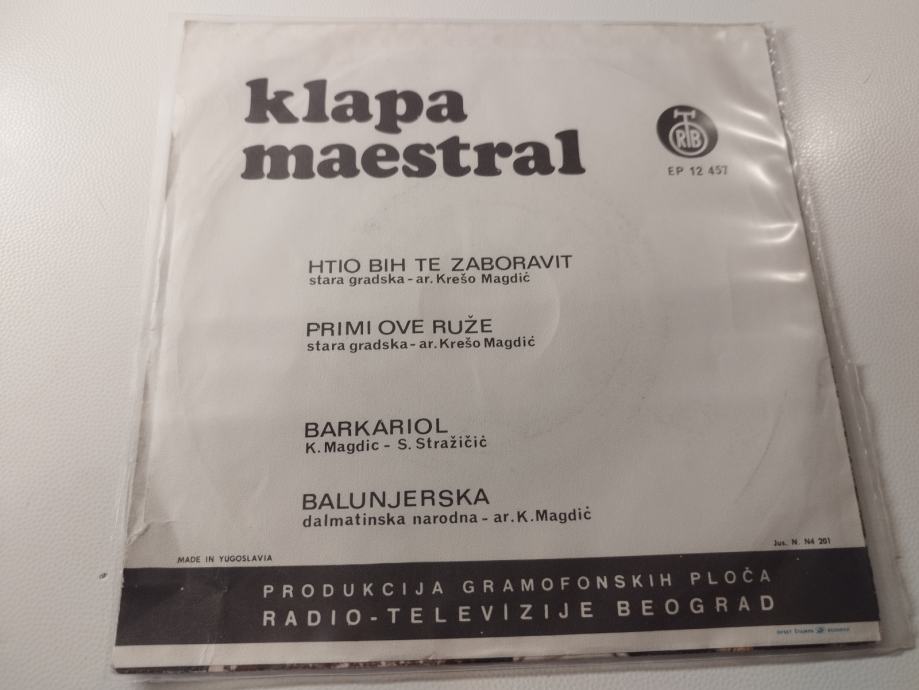 klapa
maestral
RTB
EP 12 457
HTIO BIH TE ZABORAVIT
stara gradska - ar. Krešo Magdić
PRIMI OVE RUŽE
stara gradska - ar. Krešo Magdić
BARKARIOL
K. Magdic - S. Stražičić
BALUNJERSKA
dalmatinska narodna - ar. K. Magdić
Jus. N. N4 201
MADE IN YUGOSLAVIA
PRODUKCIJA GRAMOFONSKIH PLOČA
RADIO-TELEVIZIJE BEOGRAD